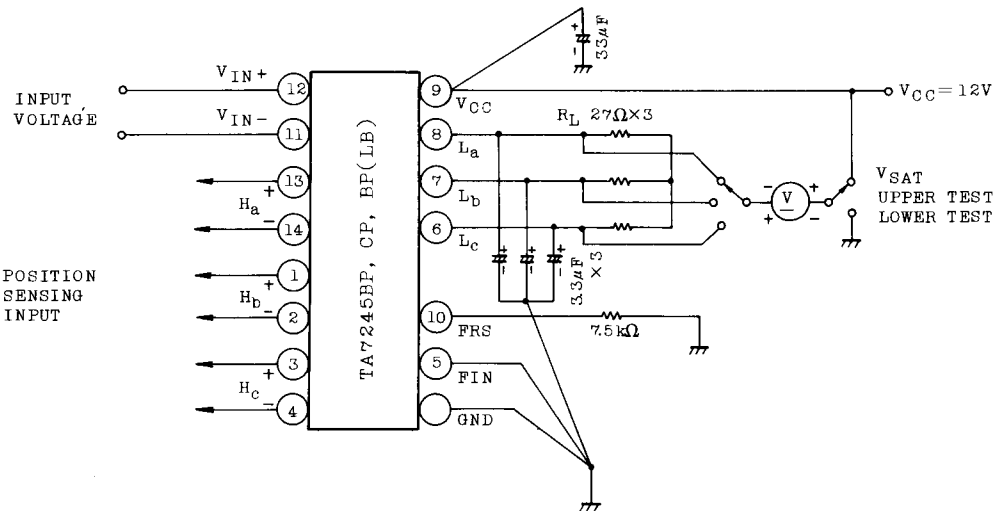 +
-
33μF
INPUT
VOLTAGE
VIN+
VIN-
12
11
13
14
1
2
3
4
+
Ha
-
+
Hb
-
+
Hc
-
POSITION
SENSING
INPUT
TA7245BP, CP, BP(LB)
9
VCC
8
La
7
Lb
6
Lc
10
FRS
5
FIN
GND
RL 27Ω×3
VCC=12V
- V +
+ -
VSAT
UPPER TEST
LOWER TEST
+
-
+
-
+
-
3.3μF
×3
7.5kΩ